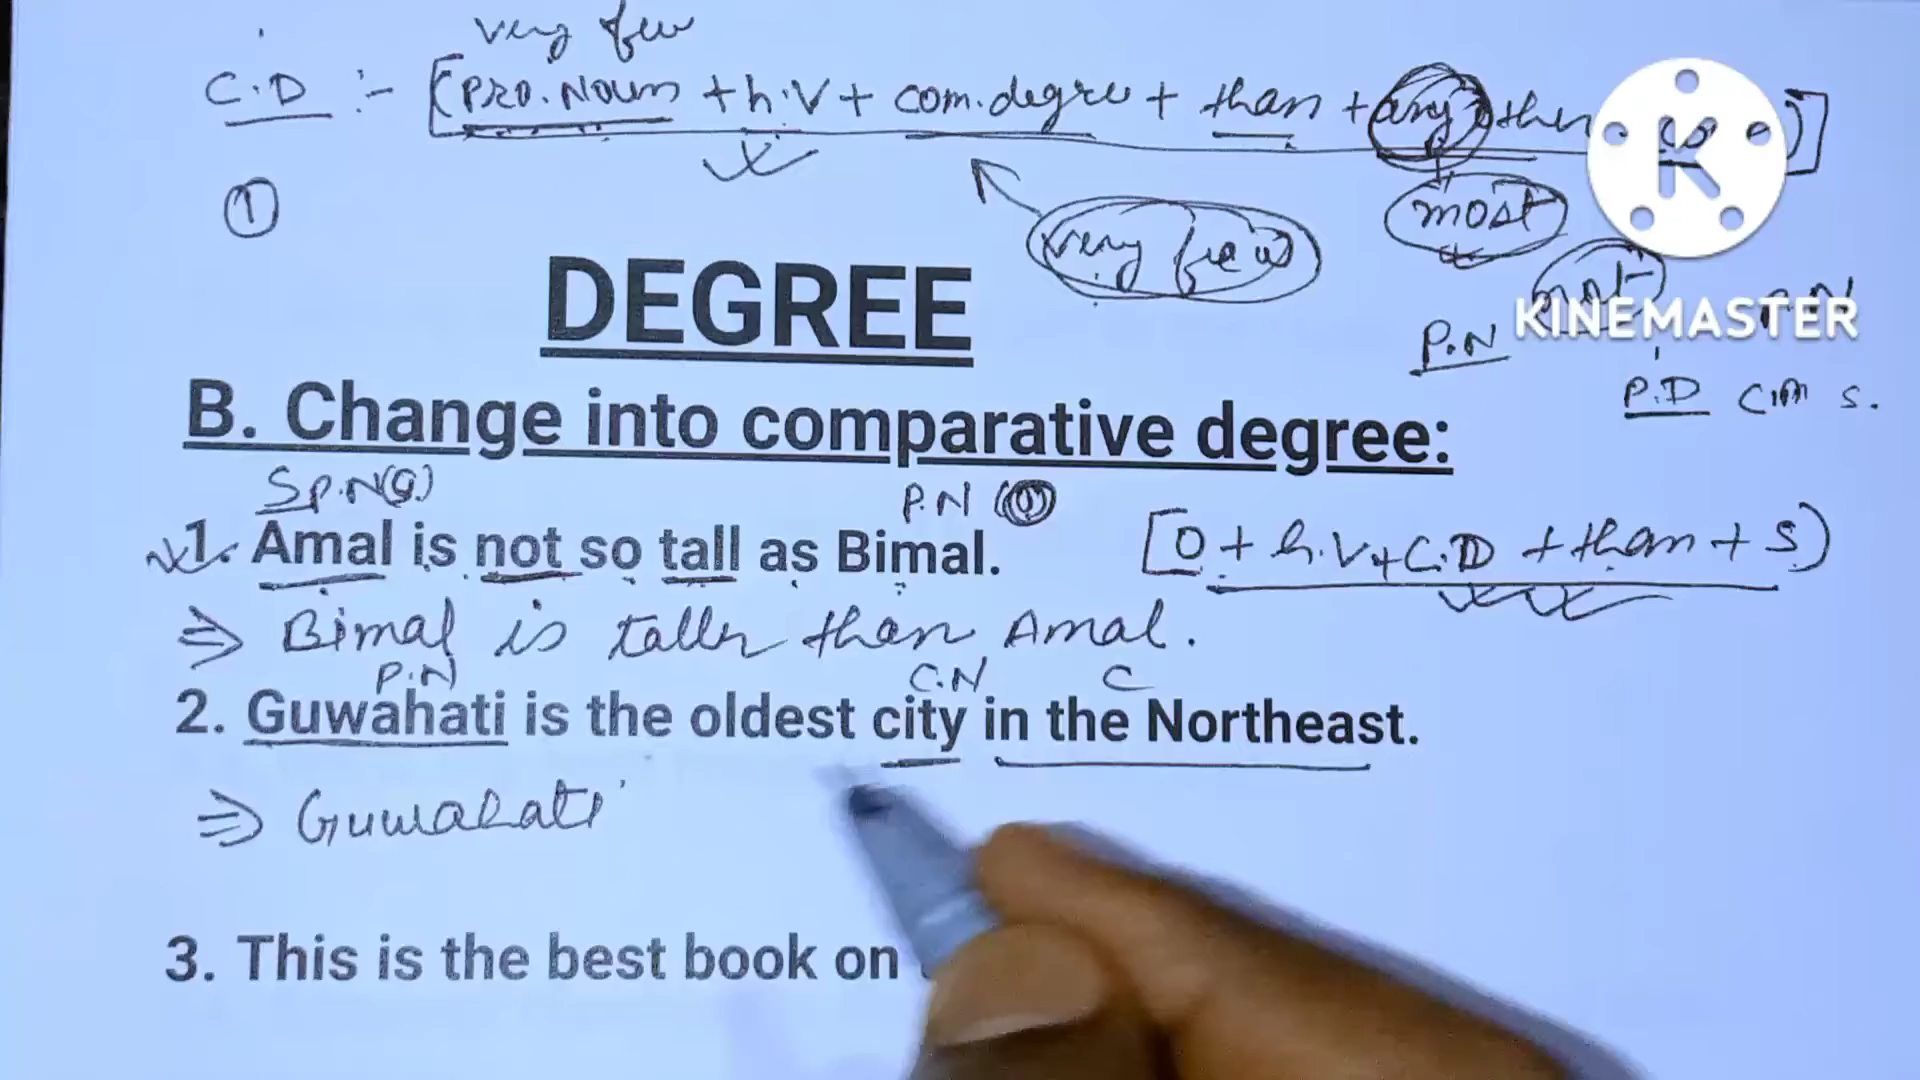 very few
C.D :- [Pro.Noun + h.V + com.degree + than + any other
①
very few
most
DEGREE
KINEMASTER
P.N
P.D com s.
B. Change into comparative degree:
S P.N(S)
P.N (O)
1. Amal is not so tall as Bimal.
[O + h.V + C.D + than + S)
⇒ Bimal is taller than Amal.
P.N C.N C
2. Guwahati is the oldest city in the Northeast.
⇒ Guwahati
3. This is the best book on